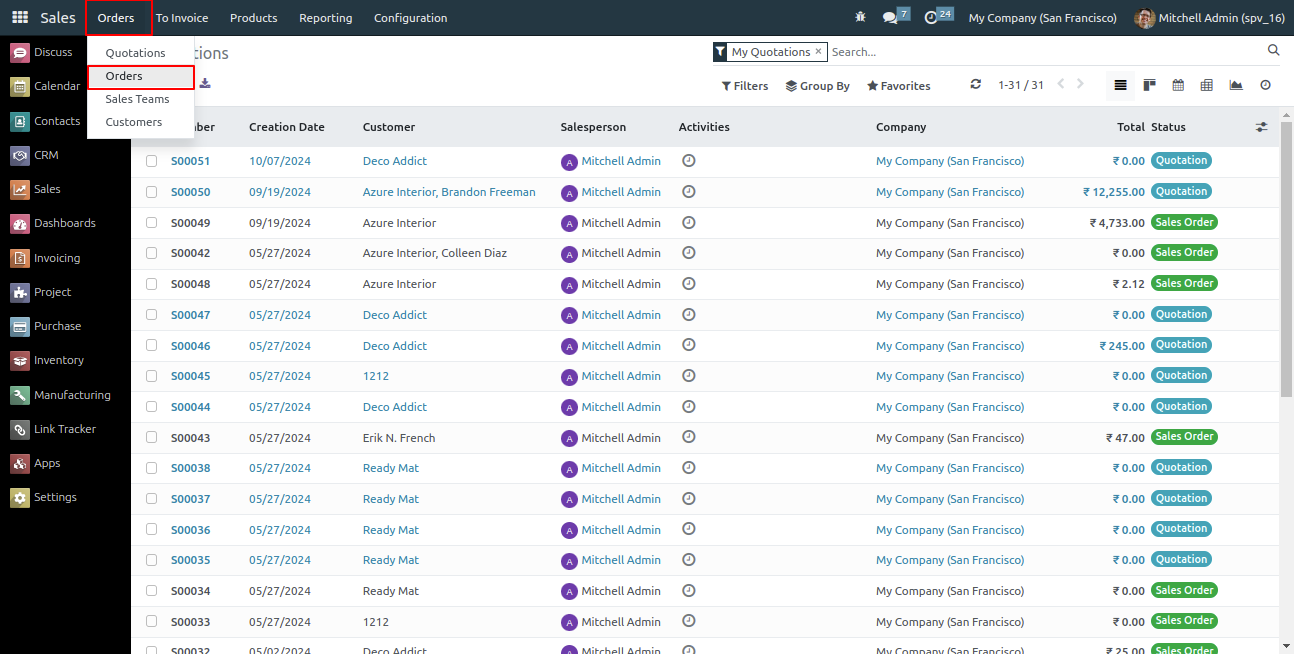 Sales Orders To Invoice Products Reporting Configuration 7 24 My Company (San Francisco) Mitchell Admin (spv_16)
Discuss
Calendar
Contacts
CRM
Sales
Dashboards
Invoicing
Project
Purchase
Inventory
Manufacturing
Link Tracker
Apps
Settings
Quotations
Orders
Sales Teams
Customers
My Quotations × Search...
Filters Group By Favorites 1-31 / 31
Creation Date Customer Salesperson Activities Company Total Status
S00051 10/07/2024 Deco Addict A Mitchell Admin My Company (San Francisco) ₹ 0.00 Quotation
S00050 09/19/2024 Azure Interior, Brandon Freeman A Mitchell Admin My Company (San Francisco) ₹ 12,255.00 Quotation
S00049 09/19/2024 Azure Interior A Mitchell Admin My Company (San Francisco) ₹ 4,733.00 Sales Order
S00042 05/27/2024 Azure Interior, Colleen Diaz A Mitchell Admin My Company (San Francisco) ₹ 0.00 Sales Order
S00048 05/27/2024 Azure Interior A Mitchell Admin My Company (San Francisco) ₹ 2.12 Sales Order
S00047 05/27/2024 Deco Addict A Mitchell Admin My Company (San Francisco) ₹ 0.00 Quotation
S00046 05/27/2024 Deco Addict A Mitchell Admin My Company (San Francisco) ₹ 245.00 Quotation
S00045 05/27/2024 1212 A Mitchell Admin My Company (San Francisco) ₹ 0.00 Quotation
S00044 05/27/2024 Deco Addict A Mitchell Admin My Company (San Francisco) ₹ 0.00 Quotation
S00043 05/27/2024 Erik N. French A Mitchell Admin My Company (San Francisco) ₹ 47.00 Sales Order
S00038 05/27/2024 Ready Mat A Mitchell Admin My Company (San Francisco) ₹ 0.00 Quotation
S00037 05/27/2024 Ready Mat A Mitchell Admin My Company (San Francisco) ₹ 0.00 Quotation
S00036 05/27/2024 Ready Mat A Mitchell Admin My Company (San Francisco) ₹ 0.00 Quotation
S00035 05/27/2024 Ready Mat A Mitchell Admin My Company (San Francisco) ₹ 0.00 Quotation
S00034 05/27/2024 Ready Mat A Mitchell Admin My Company (San Francisco) ₹ 0.00 Sales Order
S00033 05/27/2024 1212 A Mitchell Admin My Company (San Francisco) ₹ 0.00 Sales Order
S00032 05/02/2024 Deco Addict A Mitchell Admin My Company (San Francisco) ₹ 25.00 Sales Order